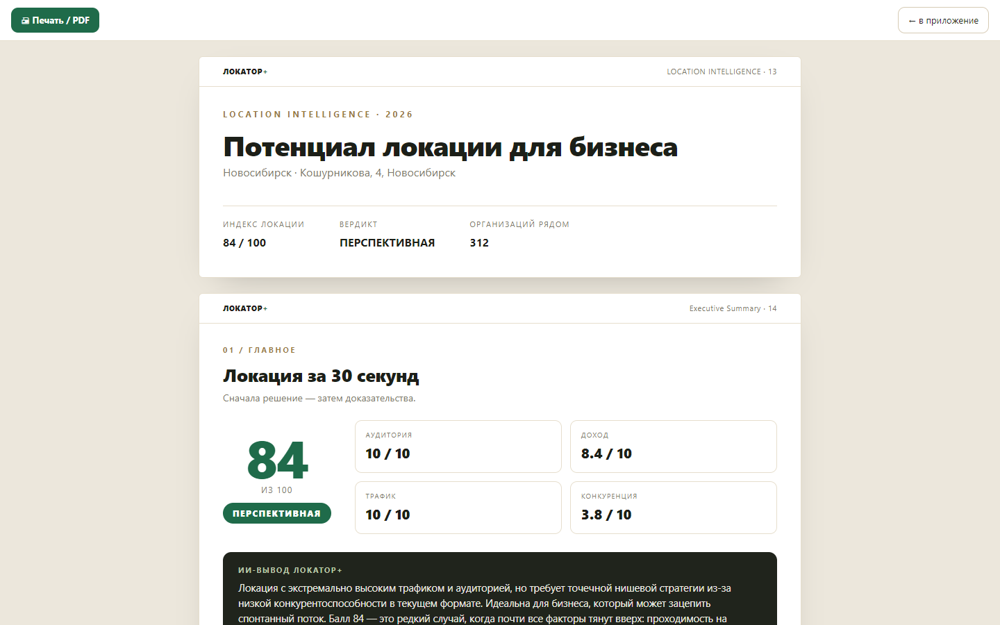 Печать / PDF
← в приложение
ЛОКАТОР+
LOCATION INTELLIGENCE · 13
LOCATION INTELLIGENCE · 2026
Потенциал локации для бизнеса
Новосибирск · Кошурникова, 4, Новосибирск
ИНДЕКС ЛОКАЦИИ
84 / 100
ВЕРДИКТ
ПЕРСПЕКТИВНАЯ
ОРГАНИЗАЦИЙ РЯДОМ
312
ЛОКАТОР+
Executive Summary · 14
01 / ГЛАВНОЕ
Локация за 30 секунд
Сначала решение — затем доказательства.
84
ИЗ 100
ПЕРСПЕКТИВНАЯ
АУДИТОРИЯ
10 / 10
ДОХОД
8.4 / 10
ТРАФИК
10 / 10
КОНКУРЕНЦИЯ
3.8 / 10
ИИ-ВЫВОД ЛОКАТОР+
Локация с экстремально высоким трафиком и аудиторией, но требует точечной нишевой стратегии из-за
низкой конкурентоспособности в текущем формате. Идеальна для бизнеса, который может зацепить
спонтанный поток. Балл 84 — это редкий случай, когда почти все факторы тянут вверх: проходимость на